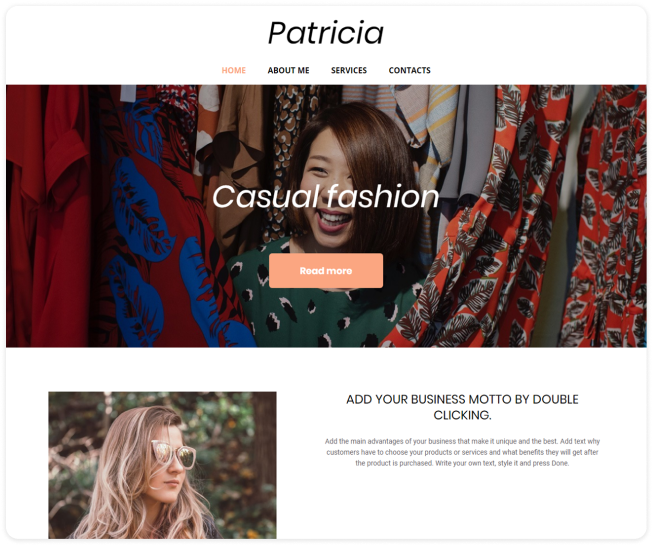 Patricia
HOME ABOUT ME SERVICES CONTACTS
Casual fashion
Read more
ADD YOUR BUSINESS MOTTO BY DOUBLE
CLICKING.
Add the main advantages of your business that make it unique and the best. Add text why
customers have to choose your products or services and what benefits they will get after
the product is purchased. Write your own text, style it and press Done.